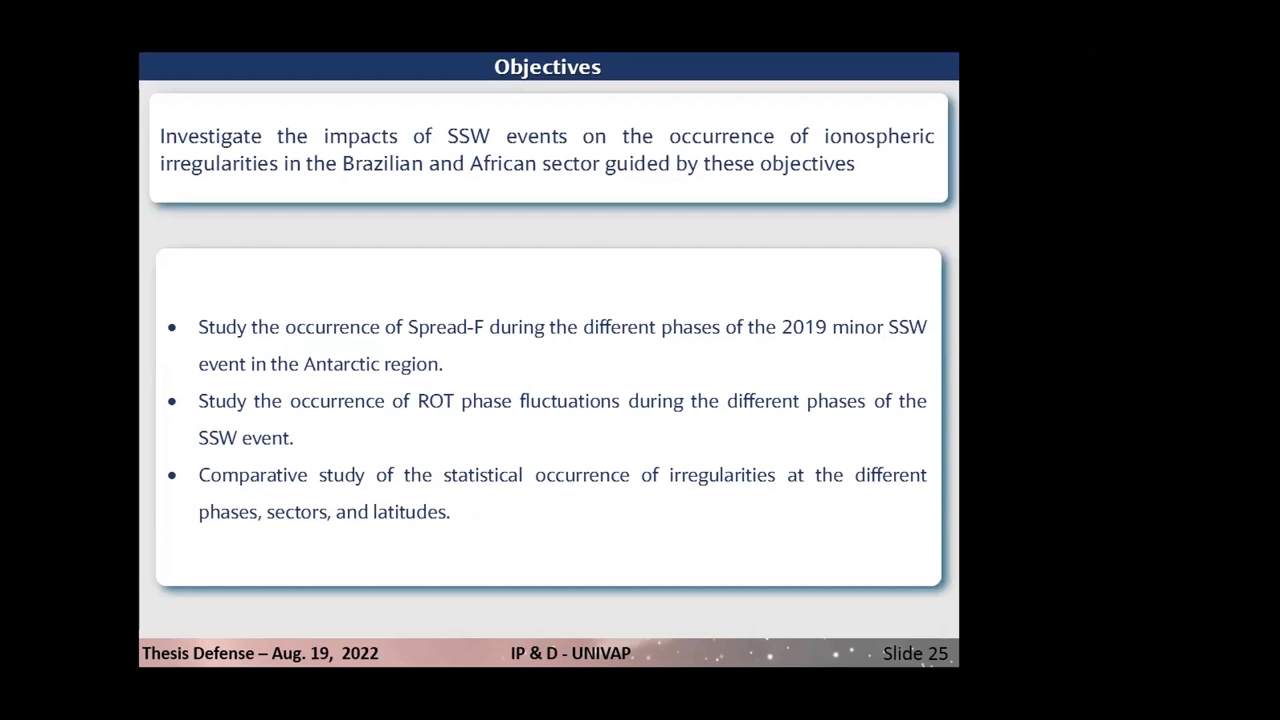 Objectives
Investigate the impacts of SSW events on the occurrence of ionospheric
irregularities in the Brazilian and African sector guided by these objectives
• Study the occurrence of Spread-F during the different phases of the 2019 minor SSW
event in the Antarctic region.
• Study the occurrence of ROT phase fluctuations during the different phases of the
SSW event.
• Comparative study of the statistical occurrence of irregularities at the different
phases, sectors, and latitudes.
Thesis Defense – Aug. 19, 2022 IP & D - UNIVAP Slide 25